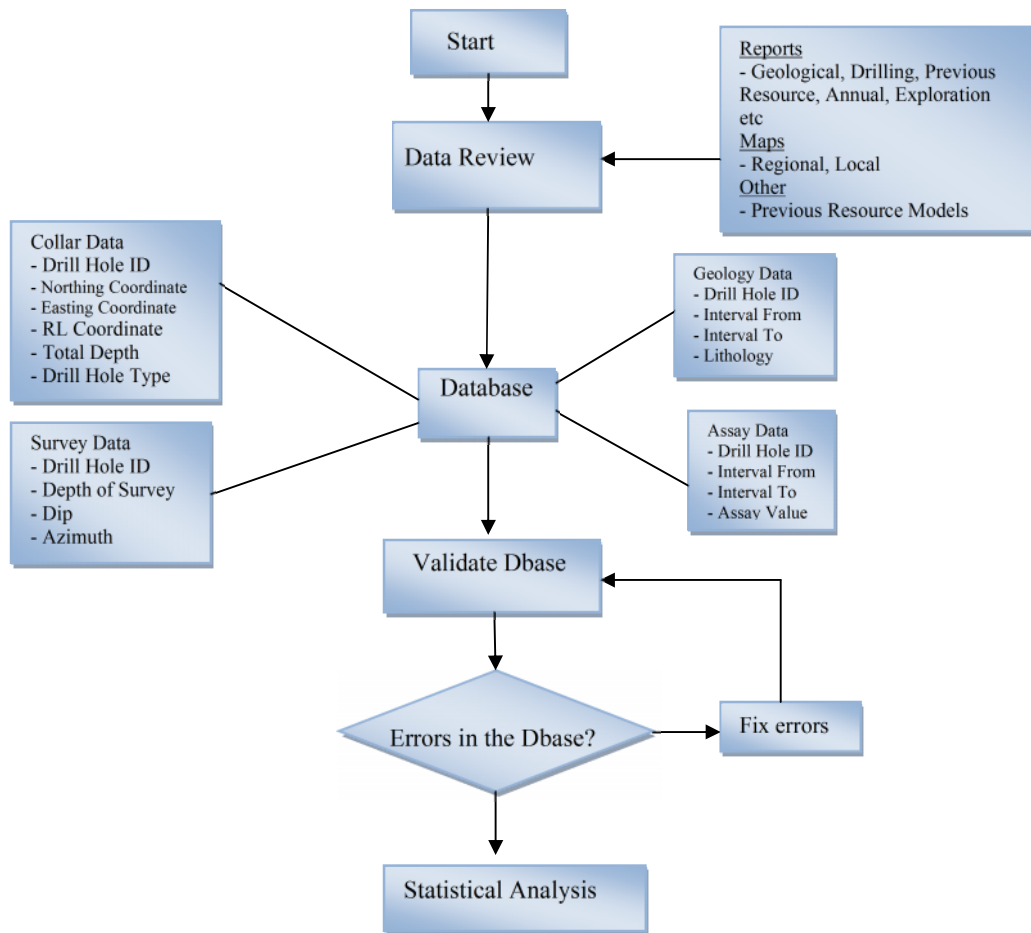 Start
Reports
- Geological, Drilling, Previous
Resource, Annual, Exploration
etc
Maps
- Regional, Local
Other
- Previous Resource Models
Data Review
Collar Data
- Drill Hole ID
- Northing Coordinate
- Easting Coordinate
- RL Coordinate
- Total Depth
- Drill Hole Type
Geology Data
- Drill Hole ID
- Interval From
- Interval To
- Lithology
Database
Survey Data
- Drill Hole ID
- Depth of Survey
- Dip
- Azimuth
Assay Data
- Drill Hole ID
- Interval From
- Interval To
- Assay Value
Validate Dbase
Errors in the Dbase?
Fix errors
Statistical Analysis